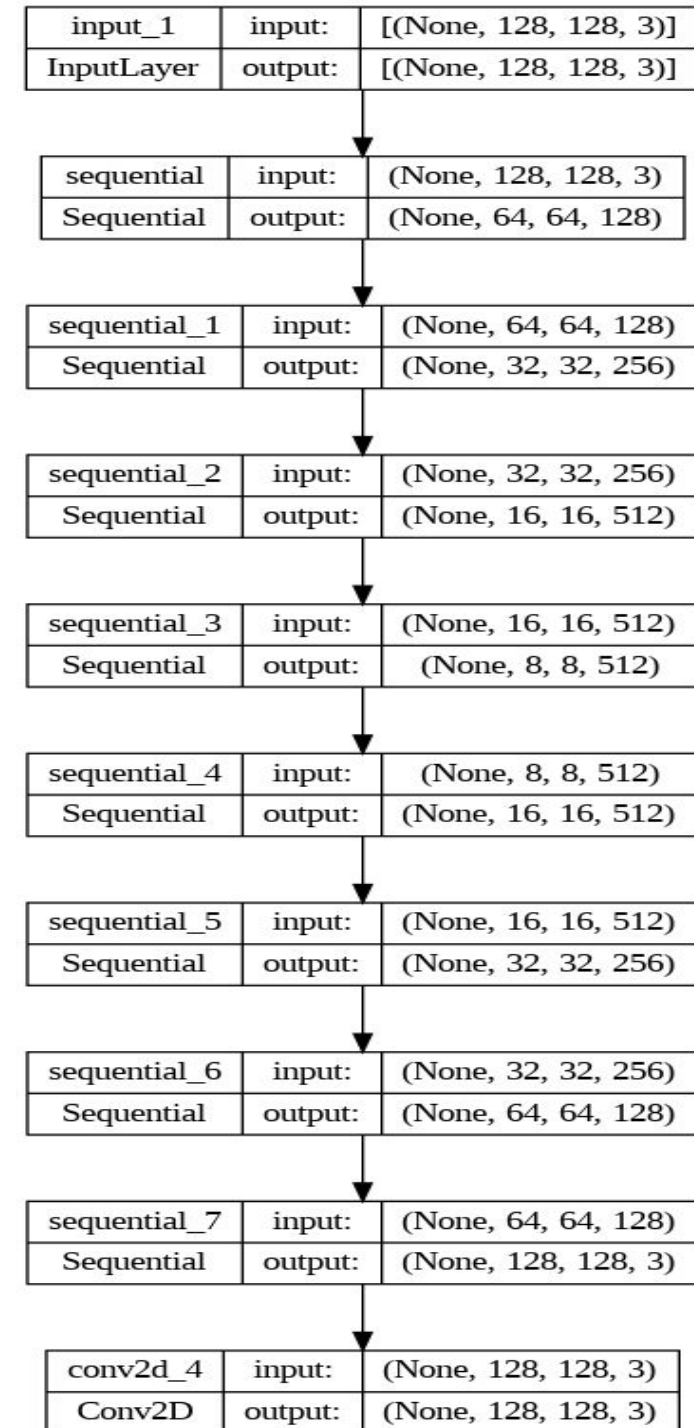 input_1 input: [(None, 128, 128, 3)]
InputLayer output: [(None, 128, 128, 3)]
sequential input: (None, 128, 128, 3)
Sequential output: (None, 64, 64, 128)
sequential_1 input: (None, 64, 64, 128)
Sequential output: (None, 32, 32, 256)
sequential_2 input: (None, 32, 32, 256)
Sequential output: (None, 16, 16, 512)
sequential_3 input: (None, 16, 16, 512)
Sequential output: (None, 8, 8, 512)
sequential_4 input: (None, 8, 8, 512)
Sequential output: (None, 16, 16, 512)
sequential_5 input: (None, 16, 16, 512)
Sequential output: (None, 32, 32, 256)
sequential_6 input: (None, 32, 32, 256)
Sequential output: (None, 64, 64, 128)
sequential_7 input: (None, 64, 64, 128)
Sequential output: (None, 128, 128, 3)
conv2d_4 input: (None, 128, 128, 3)
Conv2D output: (None, 128, 128, 3)